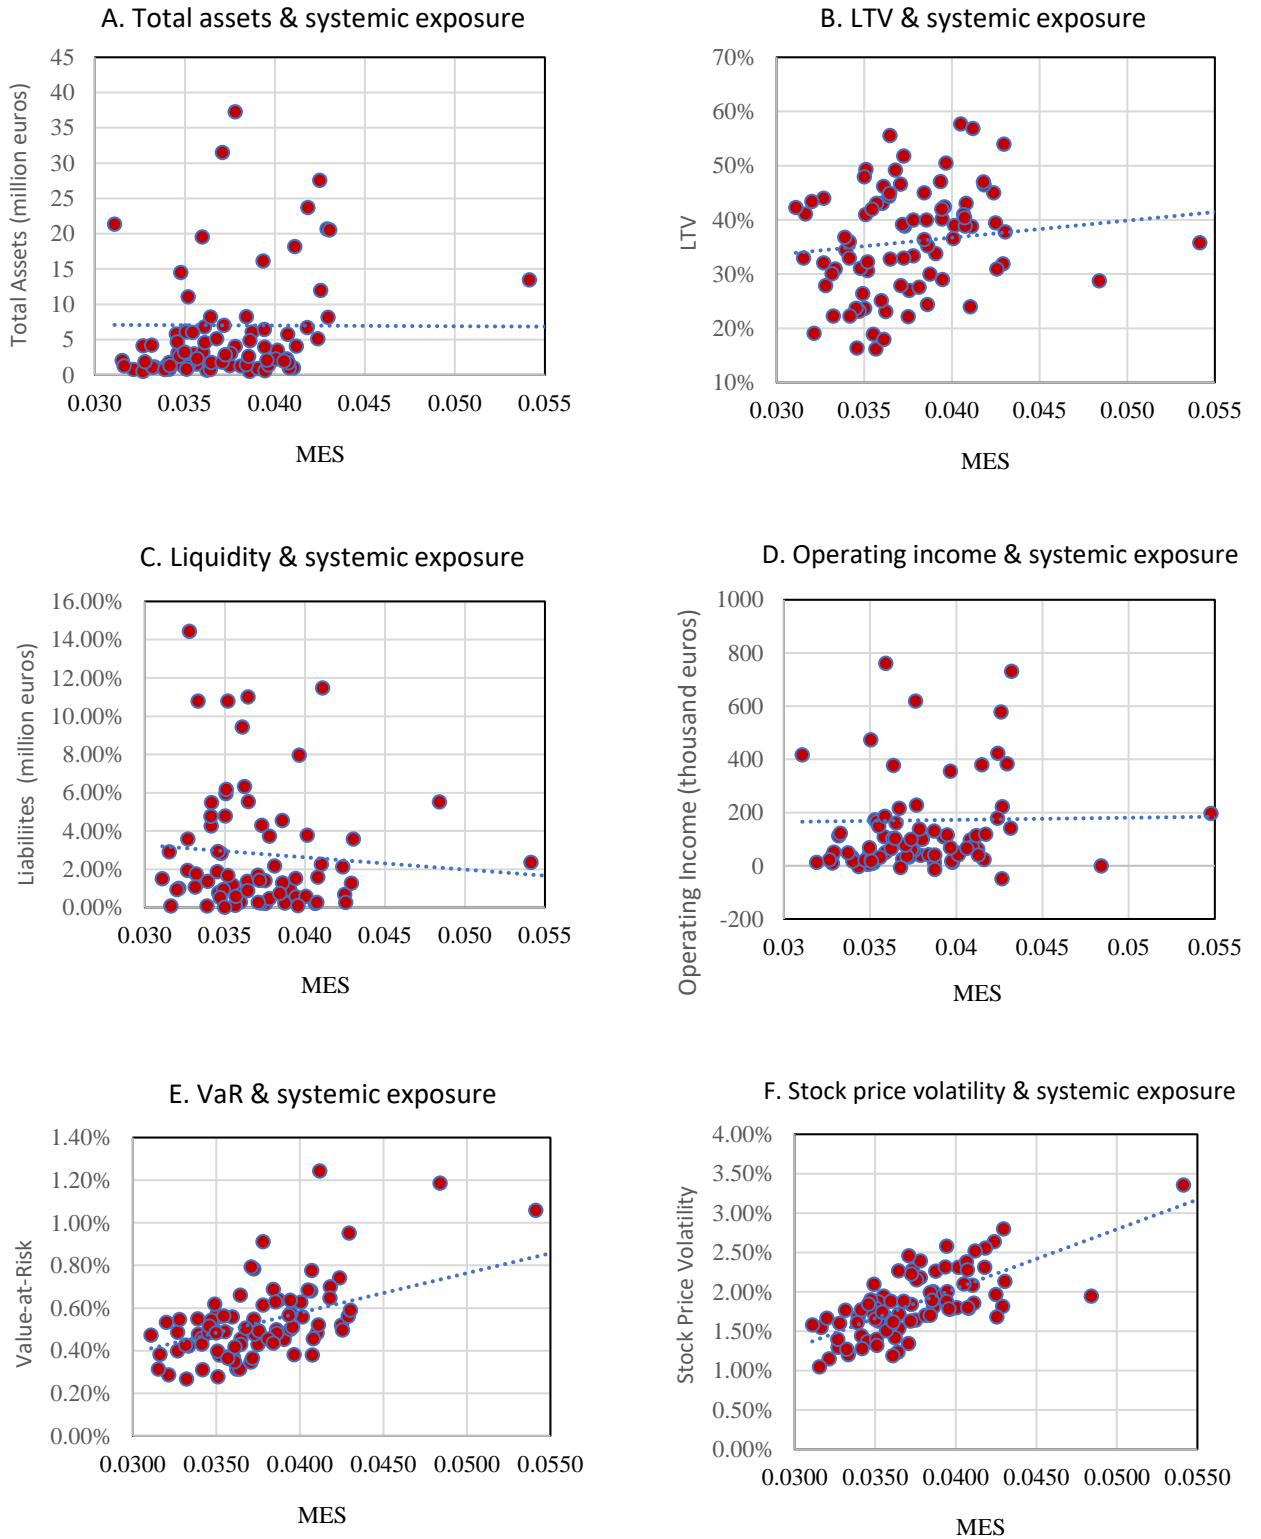 A. Total assets & systemic exposure
45
40
35
30
25
20
15
10
5
0
Total Assets (million euros)
0.030 0.035 0.040 0.045 0.050 0.055
MES
B. LTV & systemic exposure
70%
60%
50%
40%
30%
20%
10%
LTV
0.030 0.035 0.040 0.045 0.050 0.055
MES
C. Liquidity & systemic exposure
16.00%
14.00%
12.00%
10.00%
8.00%
6.00%
4.00%
2.00%
0.00%
Liabiliites (million euros)
0.030 0.035 0.040 0.045 0.050 0.055
MES
D. Operating income & systemic exposure
1000
800
600
400
200
0
-200
Operating Income (thousand euros)
0.03 0.035 0.04 0.045 0.05 0.055
MES
E. VaR & systemic exposure
1.40%
1.20%
1.00%
0.80%
0.60%
0.40%
0.20%
0.00%
Value-at-Risk
0.0300 0.0350 0.0400 0.0450 0.0500 0.0550
MES
F. Stock price volatility & systemic exposure
4.00%
3.50%
3.00%
2.50%
2.00%
1.50%
1.00%
0.50%
0.00%
Stock Price Volatility
0.0300 0.0350 0.0400 0.0450 0.0500 0.0550
MES